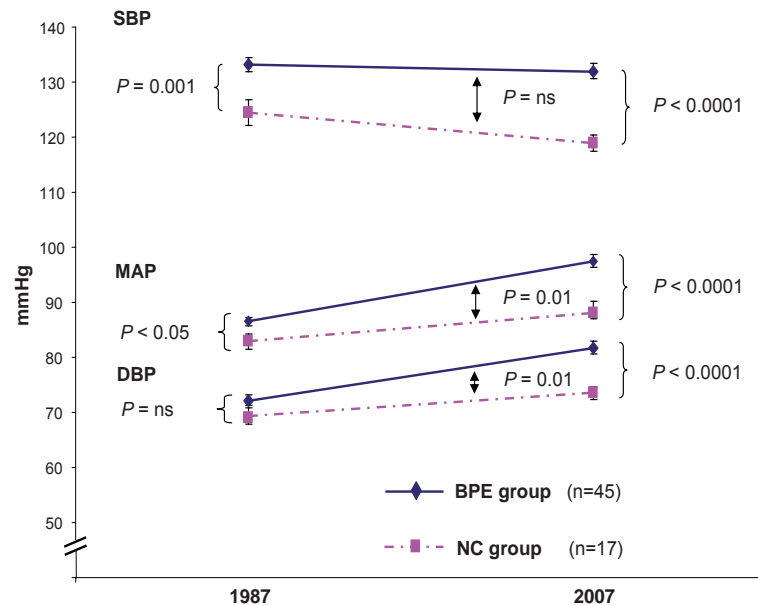 SBP
140
130
120
110
100
90
80
70
60
50
mmHg
P = 0.001
P = ns
P < 0.0001
MAP
P < 0.05
P = 0.01
P < 0.0001
DBP
P = ns
P = 0.01
P < 0.0001
BPE group (n=45)
NC group (n=17)
1987
2007